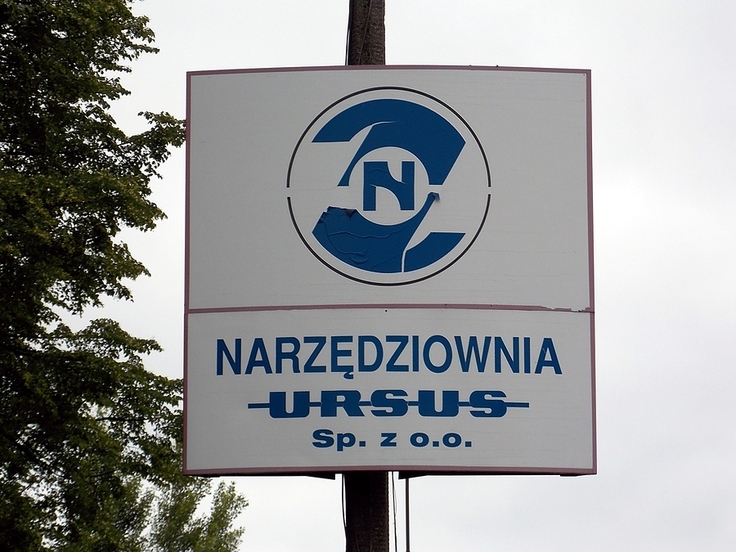 N
NARZĘDZIOWNIA
URSUS
Sp. z o.o.